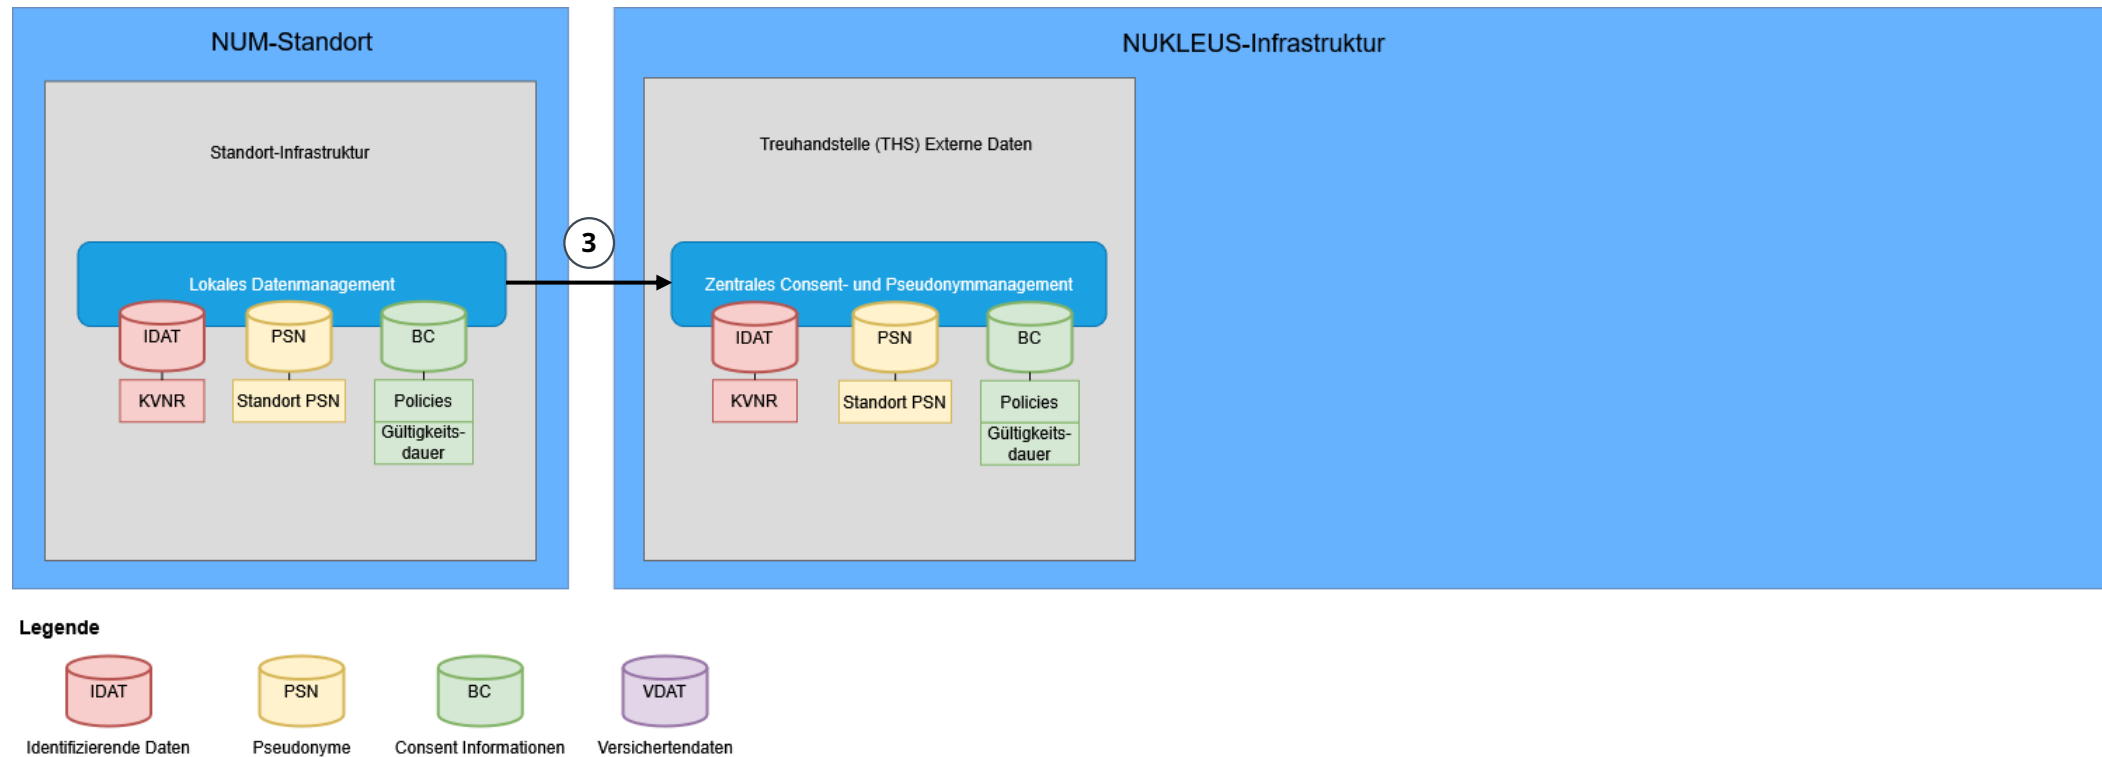 NUM-Standort
Standort-Infrastruktur
Lokales Datenmanagement
IDAT
PSN
BC
KVNR
Standort PSN
Policies
Gültigkeits-
dauer
3
NUKLEUS-Infrastruktur
Treuhandstelle (THS) Externe Daten
Zentrales Consent- und Pseudonymmanagement
IDAT
PSN
BC
KVNR
Standort PSN
Policies
Gültigkeits-
dauer
Legende
IDAT
PSN
BC
VDAT
Identifizierende Daten
Pseudonyme
Consent Informationen
Versichertendaten